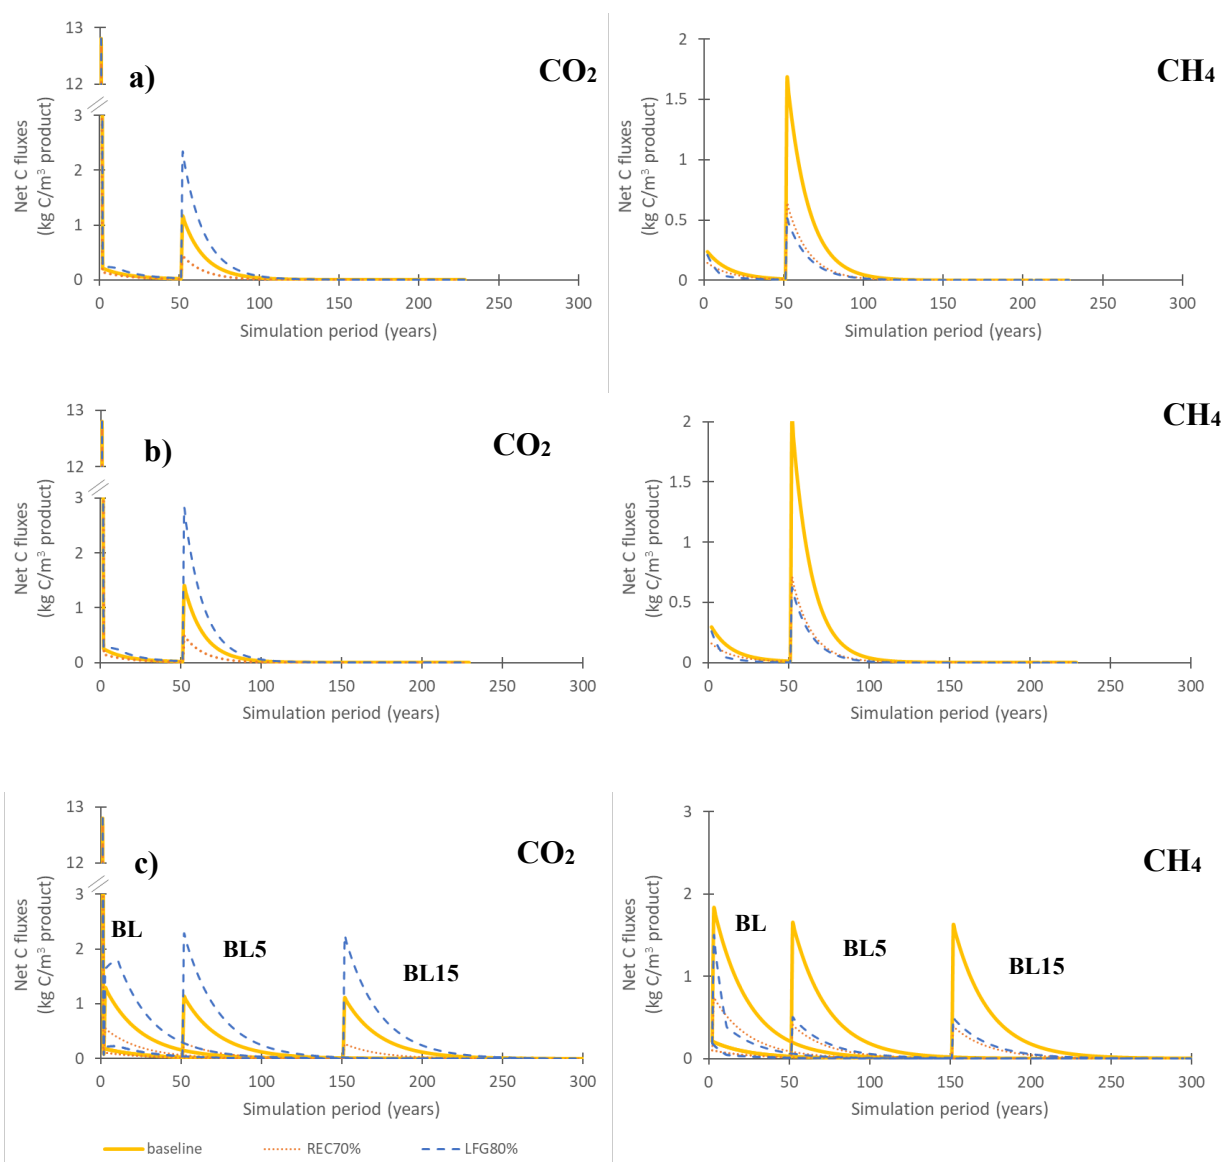 a)
CO2
13
12
3
2
1
0
Net C fluxes
(kg C/m³ product)
0 50 100 150 200 250 300
Simulation period (years)
CH4
2
1.5
1
0.5
0
Net C fluxes
(kg C/m³ product)
0 50 100 150 200 250 300
Simulation period (years)
b)
CO2
13
12
3
2
1
0
Net C fluxes
(kg C/m³ product)
0 50 100 150 200 250 300
Simulation period (years)
CH4
2
1.5
1
0.5
0
Net C fluxes
(kg C/m³ product)
0 50 100 150 200 250 300
Simulation period (years)
c)
CO2
13
12
3
2
1
0
Net C fluxes
(kg C/m³ product)
BL
BL5
BL15
0 50 100 150 200 250 300
Simulation period (years)
CH4
3
2
1
0
Net C fluxes
(kg C/m³ product)
BL
BL5
BL15
0 50 100 150 200 250 300
Simulation period (years)
baseline REC70% LFG80%